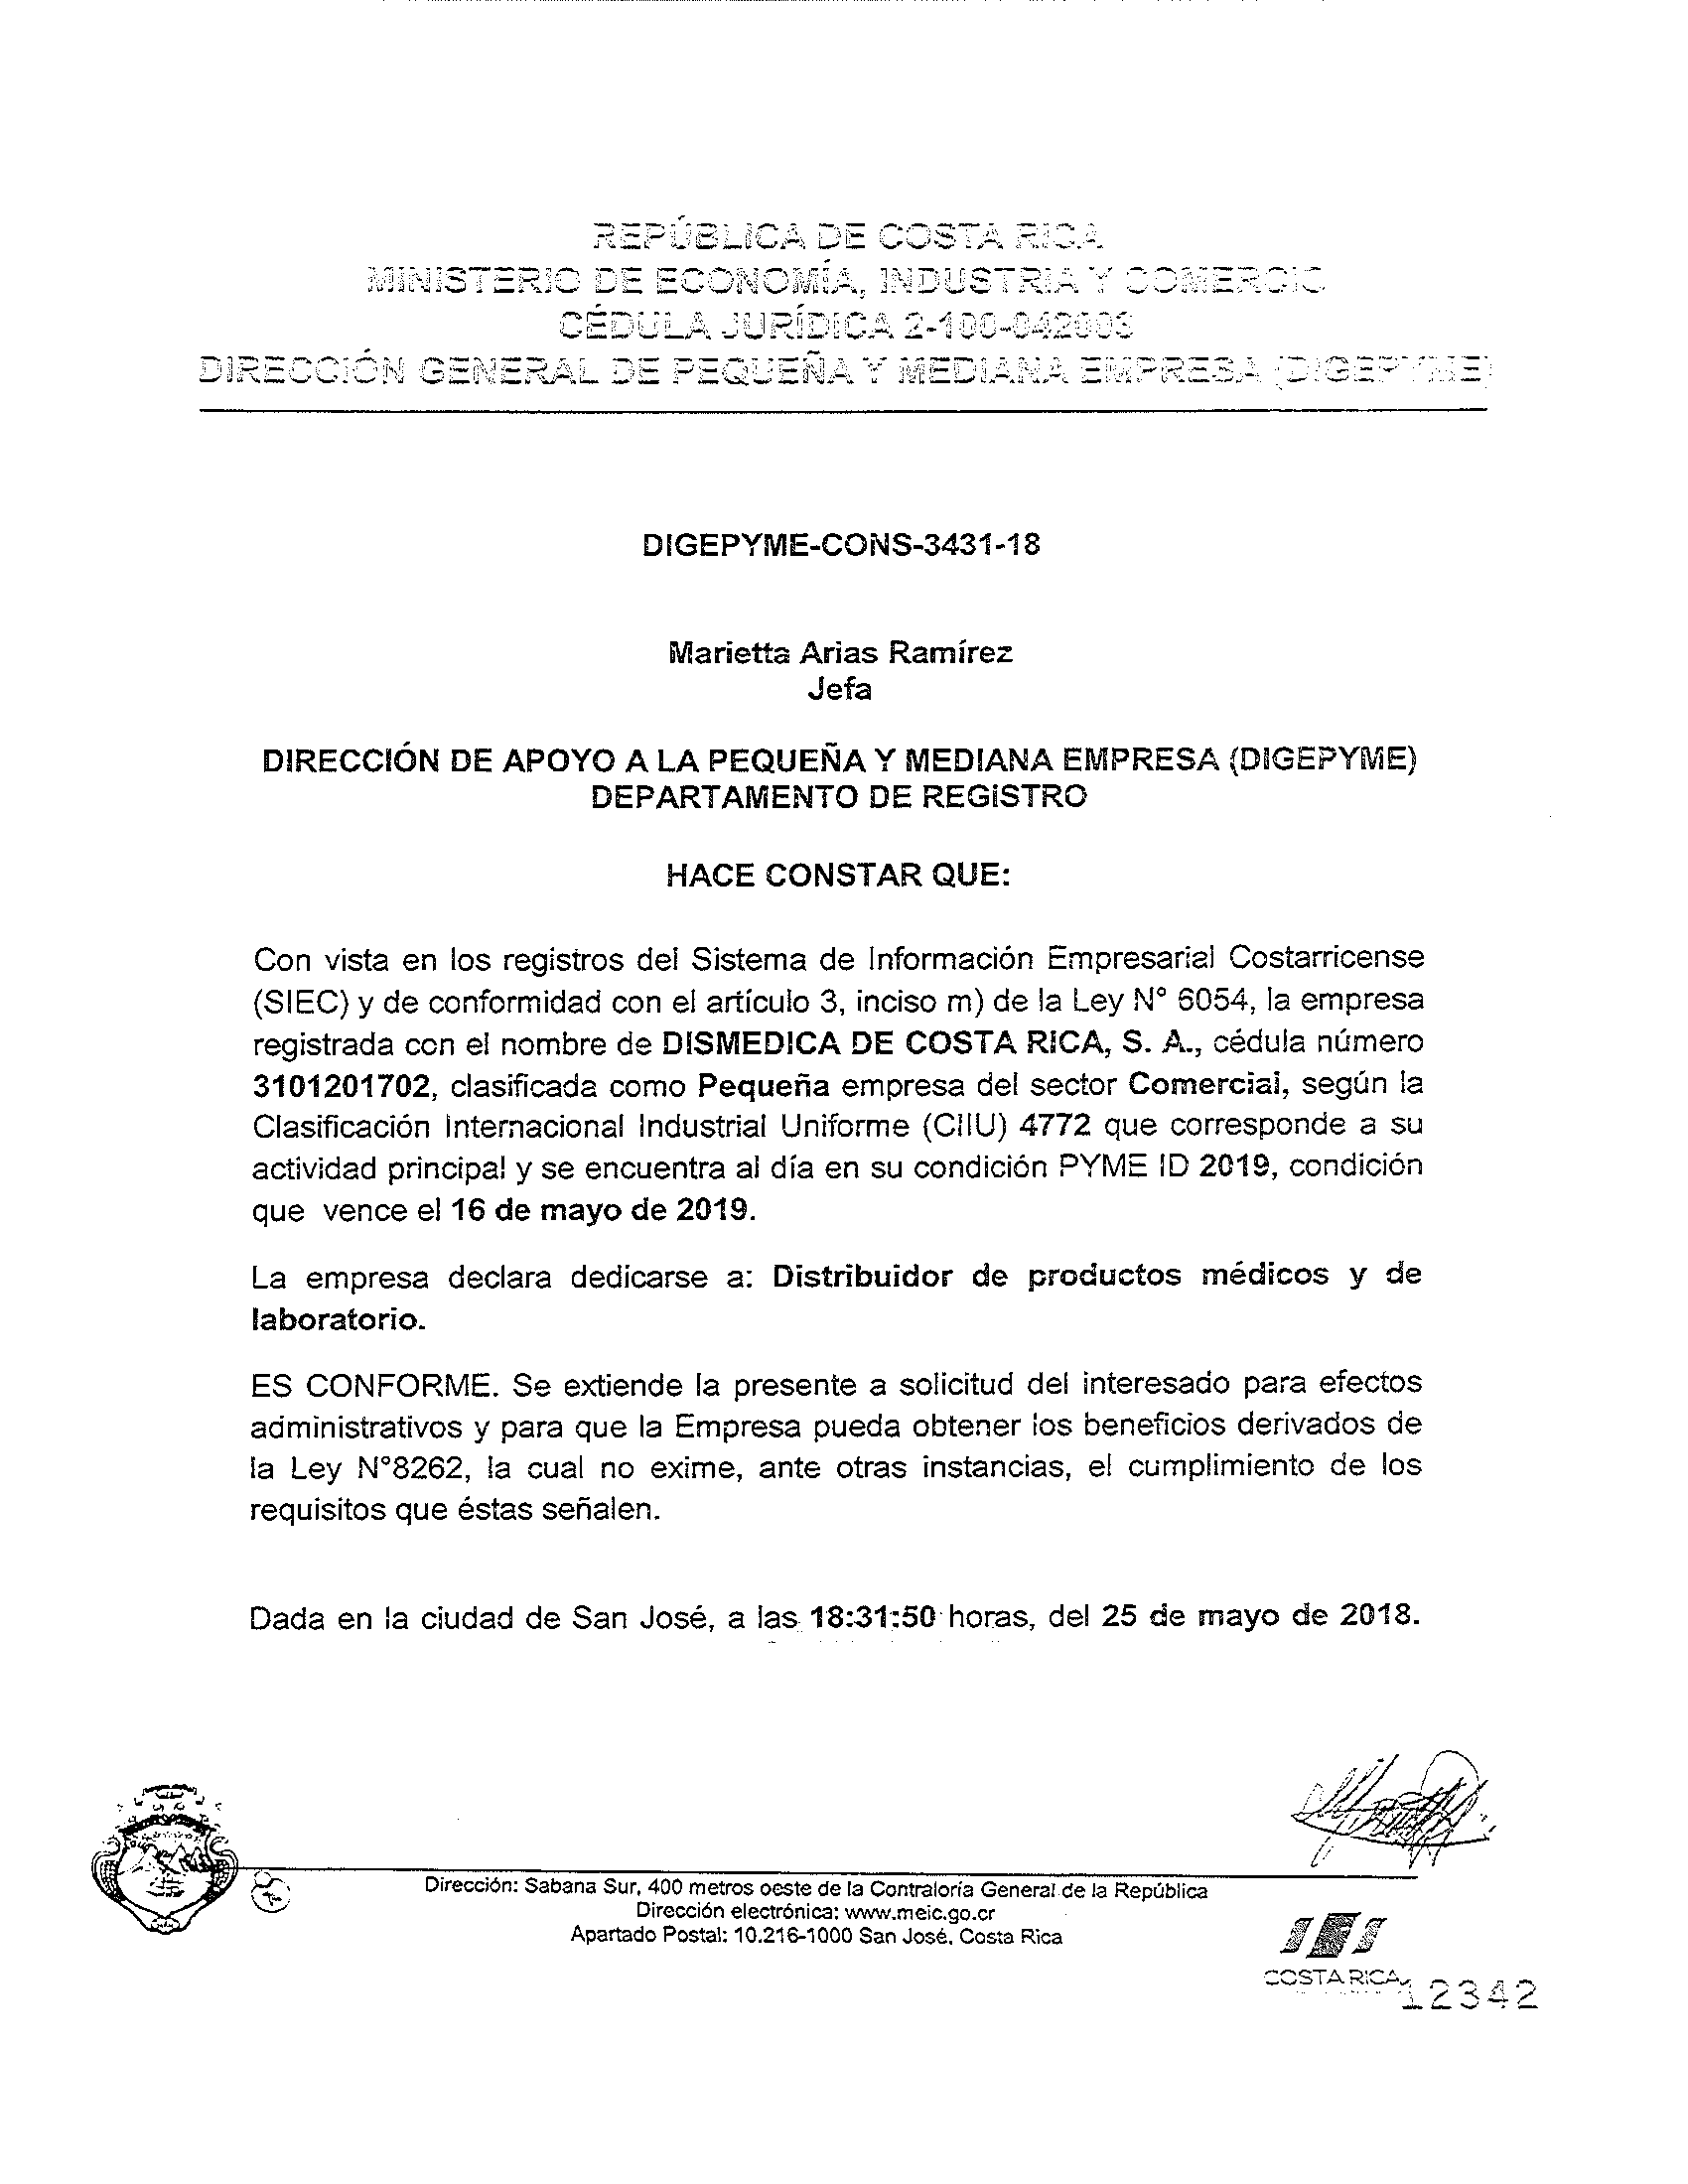 REPÚBLICA DE COSTA RICA
MINISTERIO DE ECONOMÍA, INDUSTRIA Y COMERCIO
CÉDULA JURÍDICA 2-100-042003
DIRECCIÓN GENERAL DE PEQUEÑA Y MEDIANA EMPRESA (DIGEPYME)
DIGEPYME-CONS-3431-18
Marietta Arias Ramírez
Jefa
DIRECCIÓN DE APOYO A LA PEQUEÑA Y MEDIANA EMPRESA (DIGEPYME)
DEPARTAMENTO DE REGISTRO
HACE CONSTAR QUE:
Con vista en los registros del Sistema de Información Empresarial Costarricense
(SIEC) y de conformidad con el artículo 3, inciso m) de la Ley N° 6054, la empresa
registrada con el nombre de DISMEDICA DE COSTA RICA, S. A., cédula número
3101201702, clasificada como Pequeña empresa del sector Comercial, según la
Clasificación Internacional Industrial Uniforme (CIIU) 4772 que corresponde a su
actividad principal y se encuentra al día en su condición PYME ID 2019, condición
que vence el 16 de mayo de 2019.
La empresa declara dedicarse a: Distribuidor de productos médicos y de
laboratorio.
ES CONFORME. Se extiende la presente a solicitud del interesado para efectos
administrativos y para que la Empresa pueda obtener los beneficios derivados de
la Ley N°8262, la cual no exime, ante otras instancias, el cumplimiento de los
requisitos que éstas señalen.
Dada en la ciudad de San José, a las 18:31:50 horas, del 25 de mayo de 2018.
Dirección: Sabana Sur, 400 metros oeste de la Contraloría General de la República
Dirección electrónica: www.meic.go.cr
Apartado Postal: 10.216-1000 San José, Costa Rica
COSTA RICA
12342